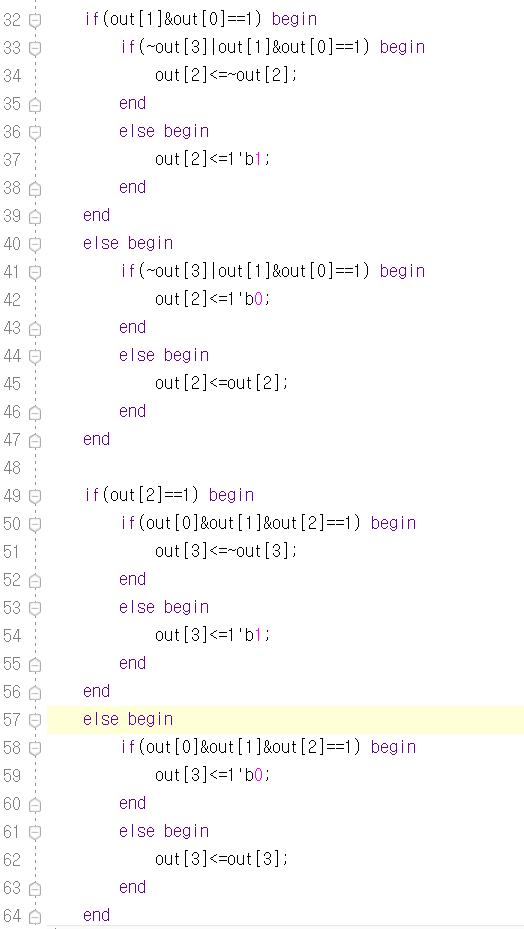 32 if(out[1]&out[0]==1) begin
33 if(~out[3]|out[1]&out[0]==1) begin
34 out[2]<=~out[2];
35 end
36 else begin
37 out[2]<=1'b1;
38 end
39 end
40 else begin
41 if(~out[3]|out[1]&out[0]==1) begin
42 out[2]<=1'b0;
43 end
44 else begin
45 out[2]<=out[2];
46 end
47 end
48
49 if(out[2]==1) begin
50 if(out[0]&out[1]&out[2]==1) begin
51 out[3]<=~out[3];
52 end
53 else begin
54 out[3]<=1'b1;
55 end
56 end
57 else begin
58 if(out[0]&out[1]&out[2]==1) begin
59 out[3]<=1'b0;
60 end
61 else begin
62 out[3]<=out[3];
63 end
64 end